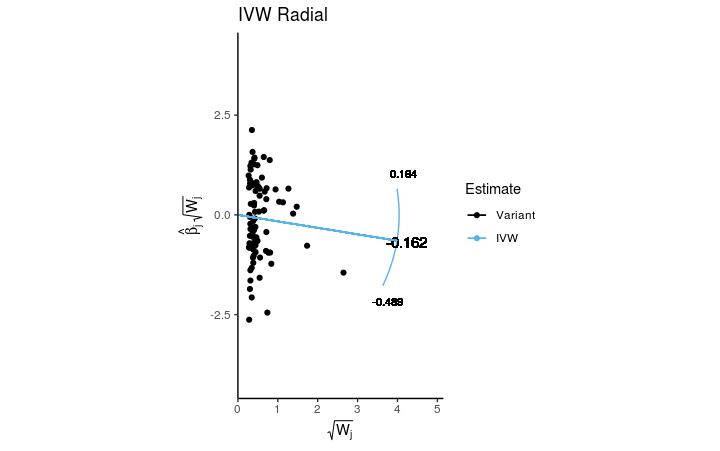 IVW Radial
β̂j√Wj
2.5
0.0
-2.5
0.164
-0.162
-0.489
0 1 2 3 4 5
√Wj
Estimate
Variant
IVW